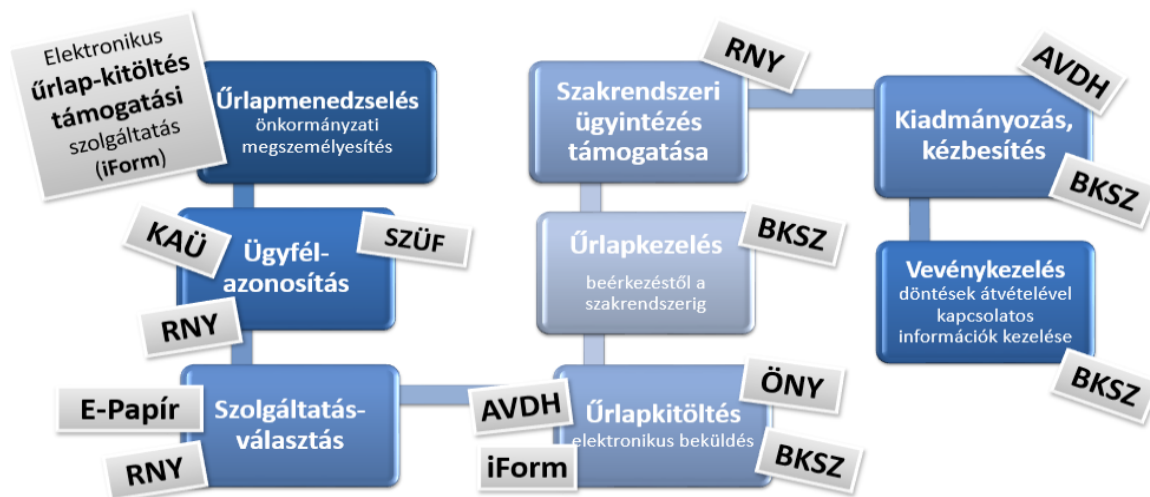 Elektronikus
űrlap-kitöltés
támogatási
szolgáltatás
(iForm)
Űrlapmenedzselés
önkormányzati
megszemélyesítés
KAÜ
SZÜF
Ügyfél-
azonosítás
RNY
E-Papír
Szolgáltatás-
választás
RNY
AVDH
ÖNY
Űrlapkitöltés
elektronikus beküldés
iForm
BKSZ
BKSZ
Űrlapkezelés
beérkezéstől a
szakrendszerig
RNY
Szakrendszeri
ügyintézés
támogatása
AVDH
Kiadmányozás,
kézbesítés
BKSZ
Vevénykezelés
döntések átvételével
kapcsolatos
információk kezelése
BKSZ